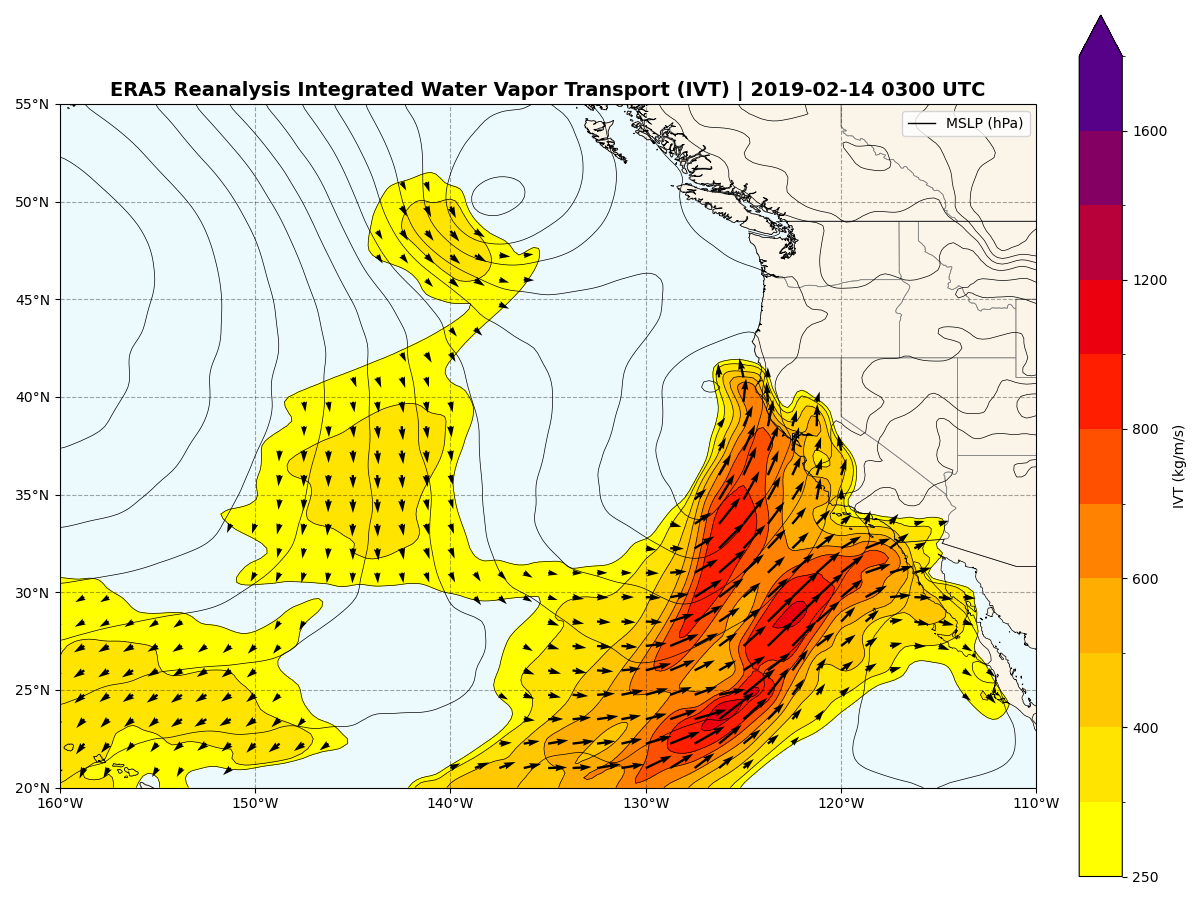 ERA5 Reanalysis Integrated Water Vapor Transport (IVT) | 2019-02-14 0300 UTC
MSLP (hPa)
55°N
50°N
45°N
40°N
35°N
30°N
25°N
20°N
160°W
150°W
140°W
130°W
120°W
110°W
1600
1200
800
600
400
250
IVT (kg/m/s)